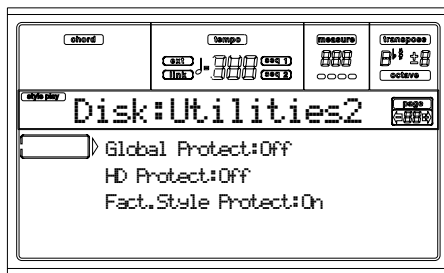 chord tempo measure transpose
ext seq 1
link seq 2
octave
style play Disk:Utilities2 page
Global Protect:Off
HD Protect:Off
Fact.Style Protect:On